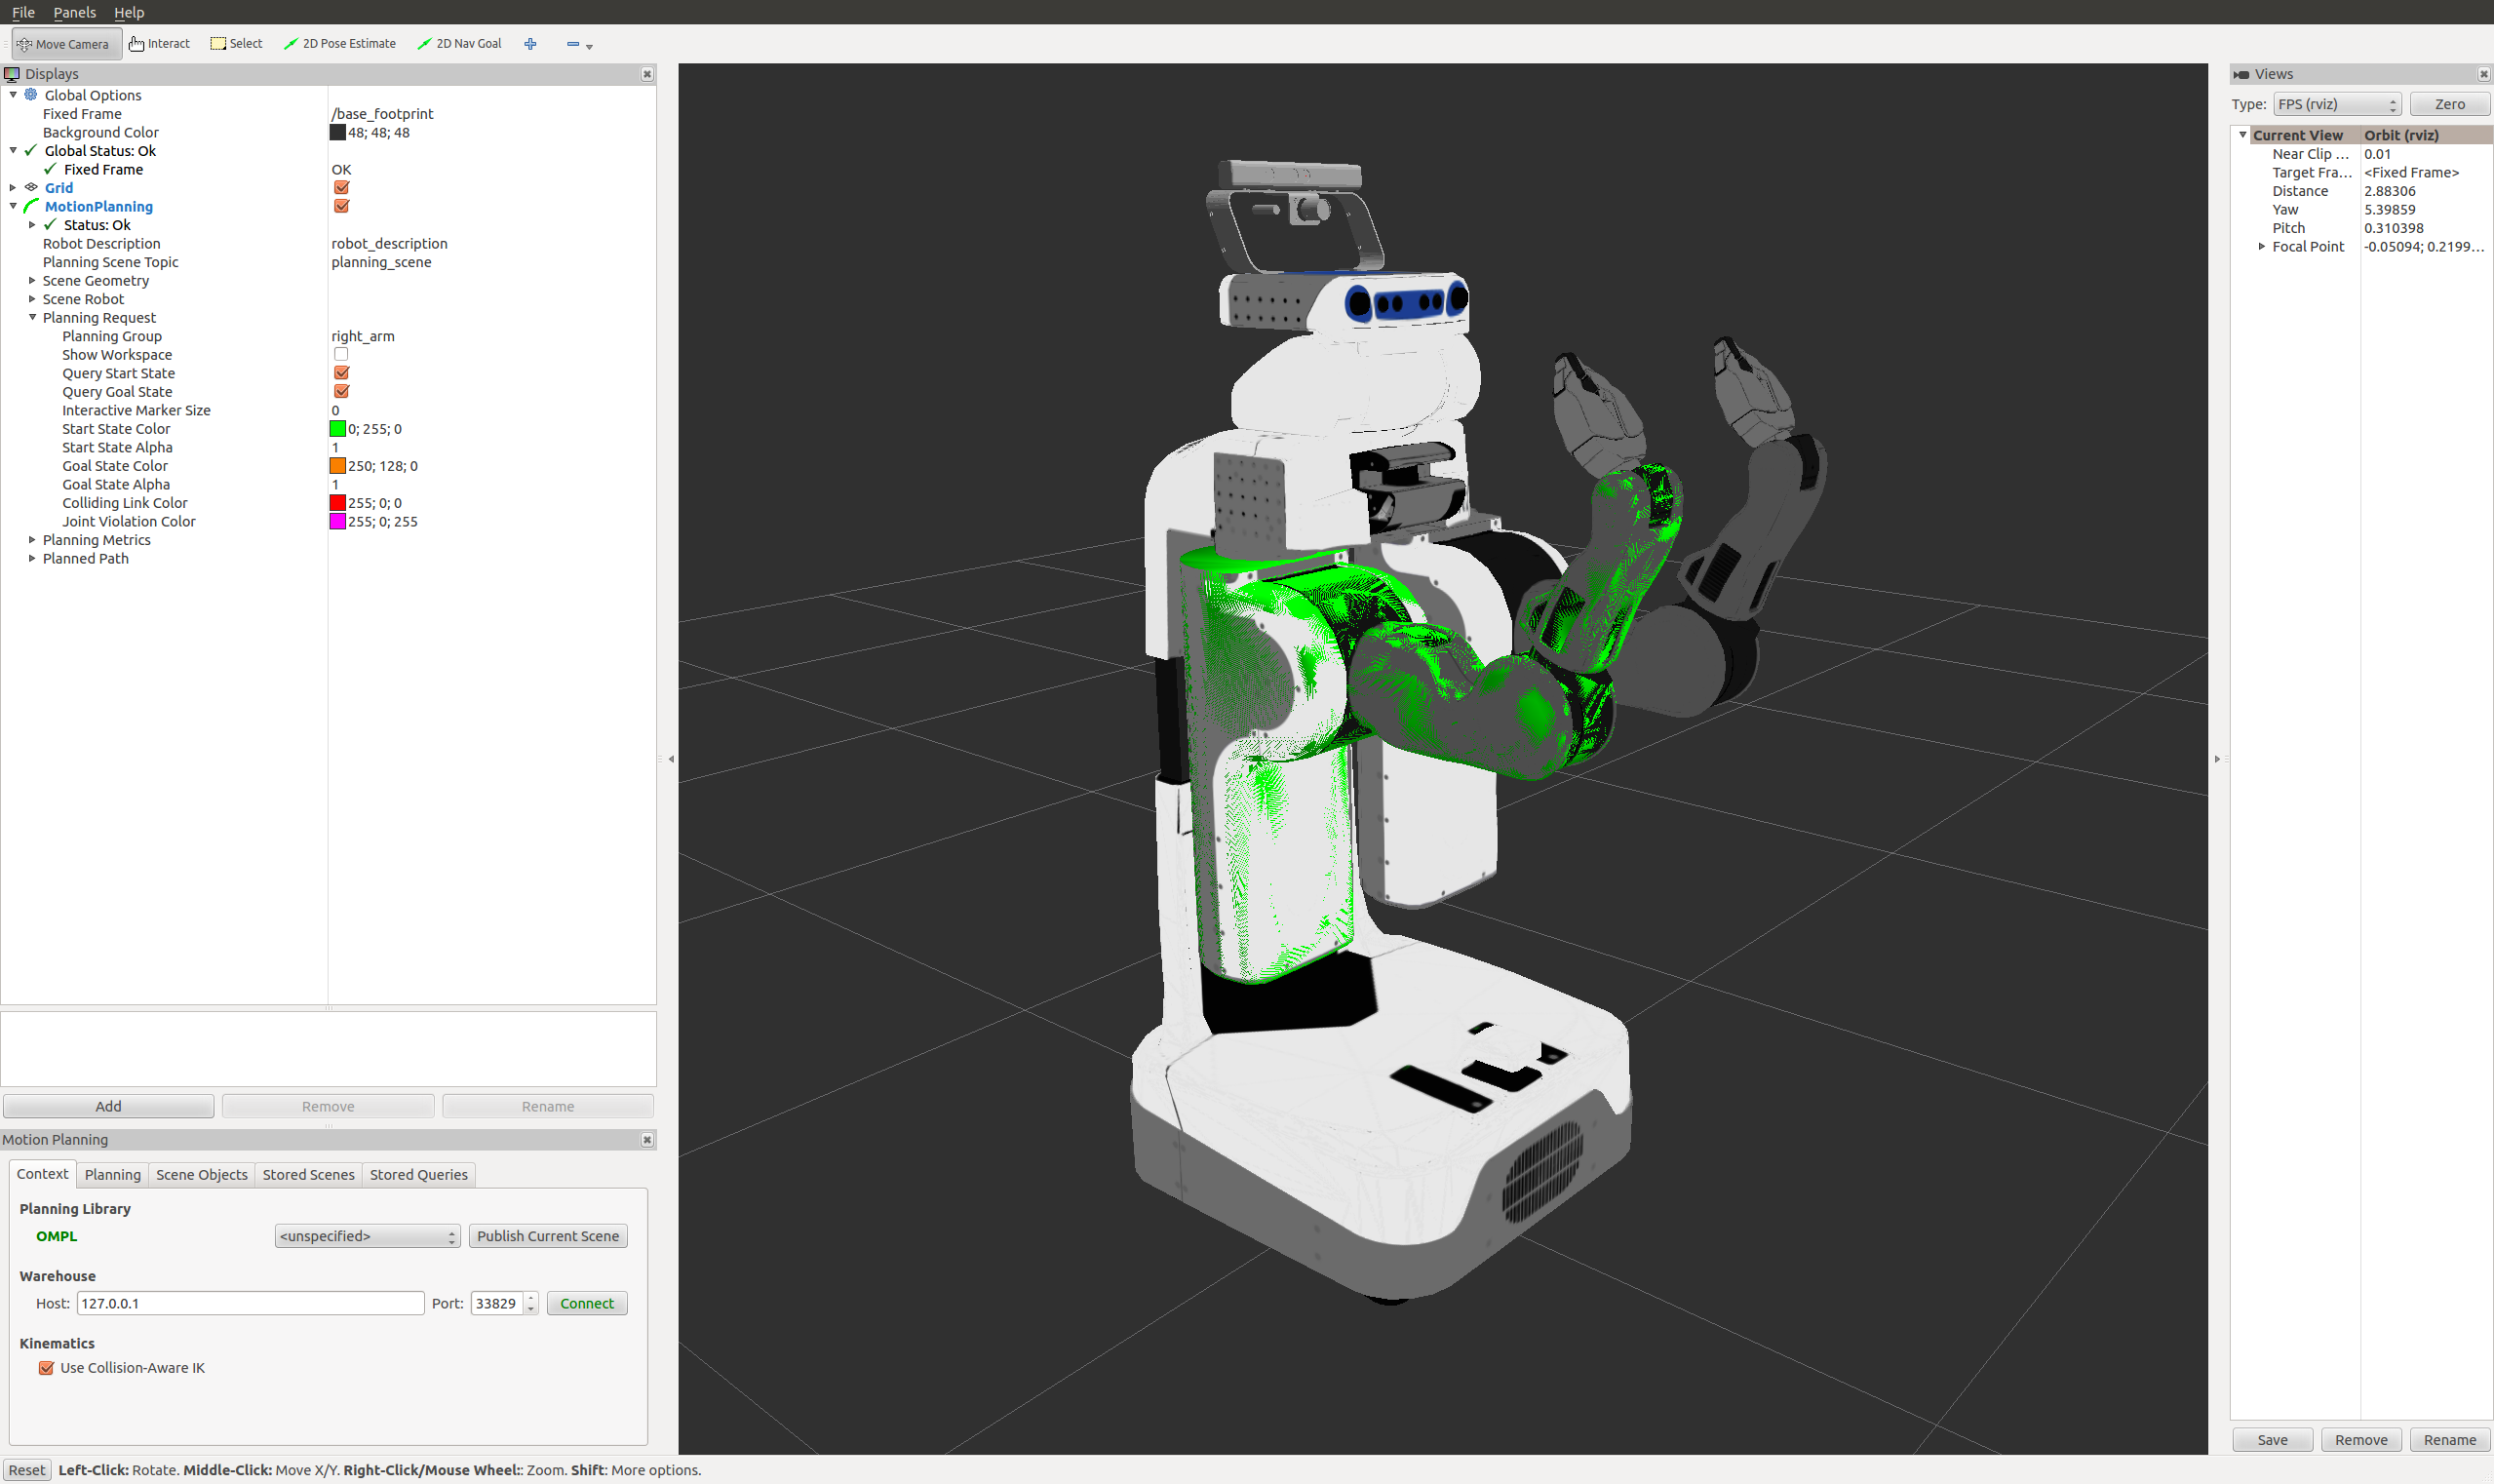 File Panels Help
Move Camera Interact Select 2D Pose Estimate 2D Nav Goal
Displays
Global Options
Fixed Frame /base_footprint
Background Color 48; 48; 48
Global Status: Ok
Fixed Frame OK
Grid
MotionPlanning
Status: Ok
Robot Description robot_description
Planning Scene Topic planning_scene
Scene Geometry
Scene Robot
Planning Request
Planning Group right_arm
Show Workspace
Query Start State
Query Goal State
Interactive Marker Size 0
Start State Color 0; 255; 0
Start State Alpha 1
Goal State Color 250; 128; 0
Goal State Alpha 1
Colliding Link Color 255; 0; 0
Joint Violation Color 255; 0; 255
Planning Metrics
Planned Path
Add Remove Rename
Motion Planning
Context Planning Scene Objects Stored Scenes Stored Queries
Planning Library
OMPL <unspecified> Publish Current Scene
Warehouse
Host: 127.0.0.1 Port: 33829 Connect
Kinematics
Use Collision-Aware IK
Views
Type: FPS (rviz) Zero
Current View Orbit (rviz)
Near Clip ... 0.01
Target Fra... <Fixed Frame>
Distance 2.88306
Yaw 5.39859
Pitch 0.310398
Focal Point -0.05094; 0.2199...
Save Remove Rename
Reset Left-Click: Rotate. Middle-Click: Move X/Y. Right-Click/Mouse Wheel:: Zoom. Shift: More options.